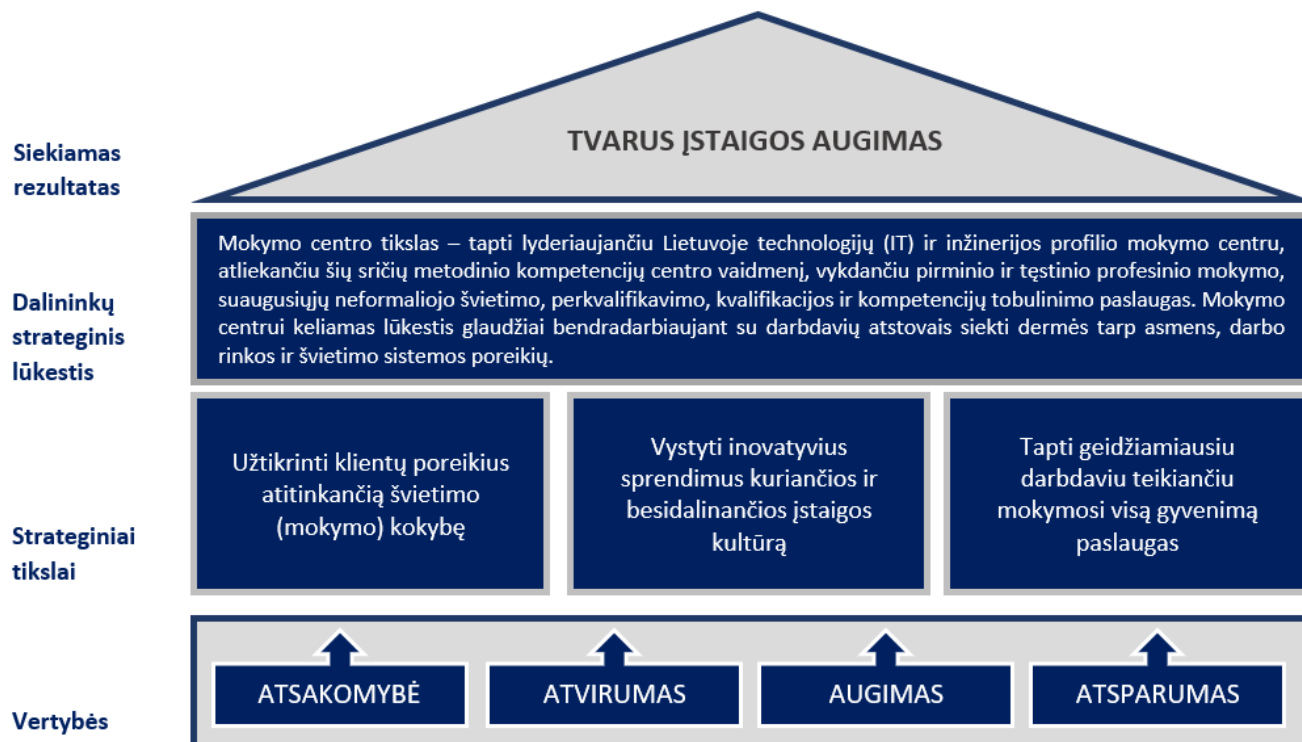 TVARUS ĮSTAIGOS AUGIMAS
Siekiamas
rezultatas
Mokymo centro tikslas – tapti lyderiaujančiu Lietuvoje technologijų (IT) ir inžinerijos profilio mokymo centru,
atliekančiu šių sričių metodinio kompetencijų centro vaidmenį, vykdančiu pirminio ir tęstinio profesinio mokymo,
suaugusiųjų neformaliojo švietimo, perkvalifikavimo, kvalifikacijos ir kompetencijų tobulinimo paslaugas. Mokymo
centrui keliamas lūkestis glaudžiai bendradarbiaujant su darbdavių atstovais siekti dermės tarp asmens, darbo
rinkos ir švietimo sistemos poreikių.
Dalininkų
strateginis
lūkestis
Užtikrinti klientų poreikius
atitinkančią švietimo
(mokymo) kokybę
Vystyti inovatyvius
sprendimus kuriančios ir
besidalinančios įstaigos
kultūrą
Tapti geidžiamiausiu
darbdaviu teikiančiu
mokymosi visą gyvenimą
paslaugas
Strateginiai
tikslai
ATSAKOMYBĖ
ATVIRUMAS
AUGIMAS
ATSPARUMAS
Vertybės